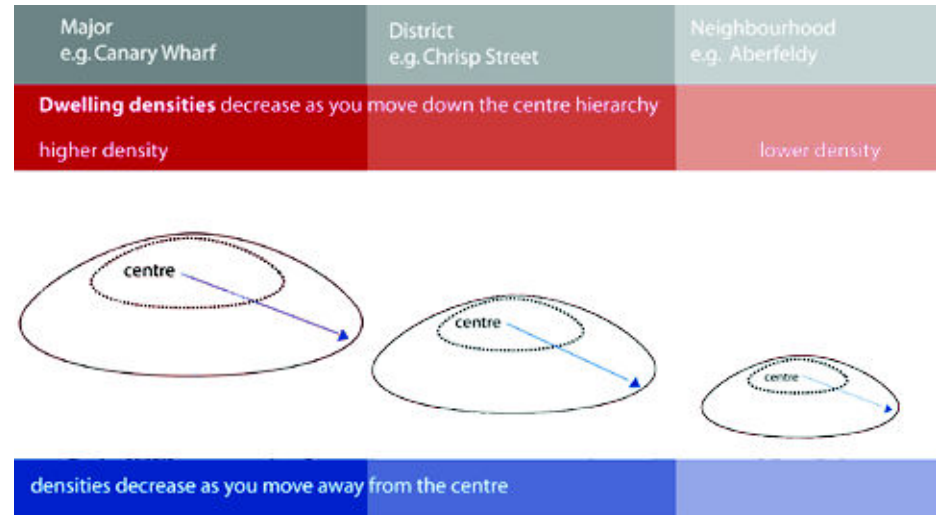 Major
e.g. Canary Wharf
District
e.g. Chrisp Street
Neighbourhood
e.g. Aberfeldy
Dwelling densities decrease as you move down the centre hierarchy
higher density
lower density
centre
centre
centre
densities decrease as you move away from the centre